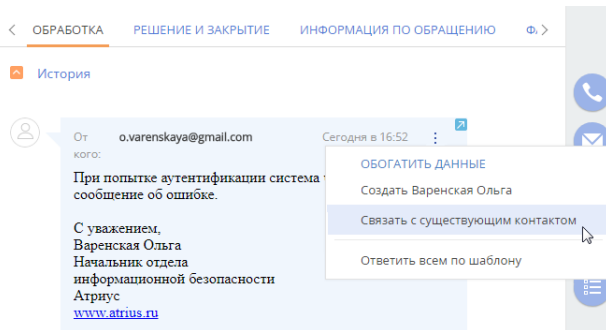 ОБРАБОТКА РЕШЕНИЕ И ЗАКРЫТИЕ ИНФОРМАЦИЯ ПО ОБРАЩЕНИЮ
История
От кого: o.varenskaya@gmail.com Сегодня в 16:52
При попытке аутентификации система
сообщение об ошибке.
С уважением,
Варенская Ольга
Начальник отдела
информационной безопасности
Атриус
www.atrius.ru
ОБОГАТИТЬ ДАННЫЕ
Создать Варенская Ольга
Связать с существующим контактом
Ответить всем по шаблону